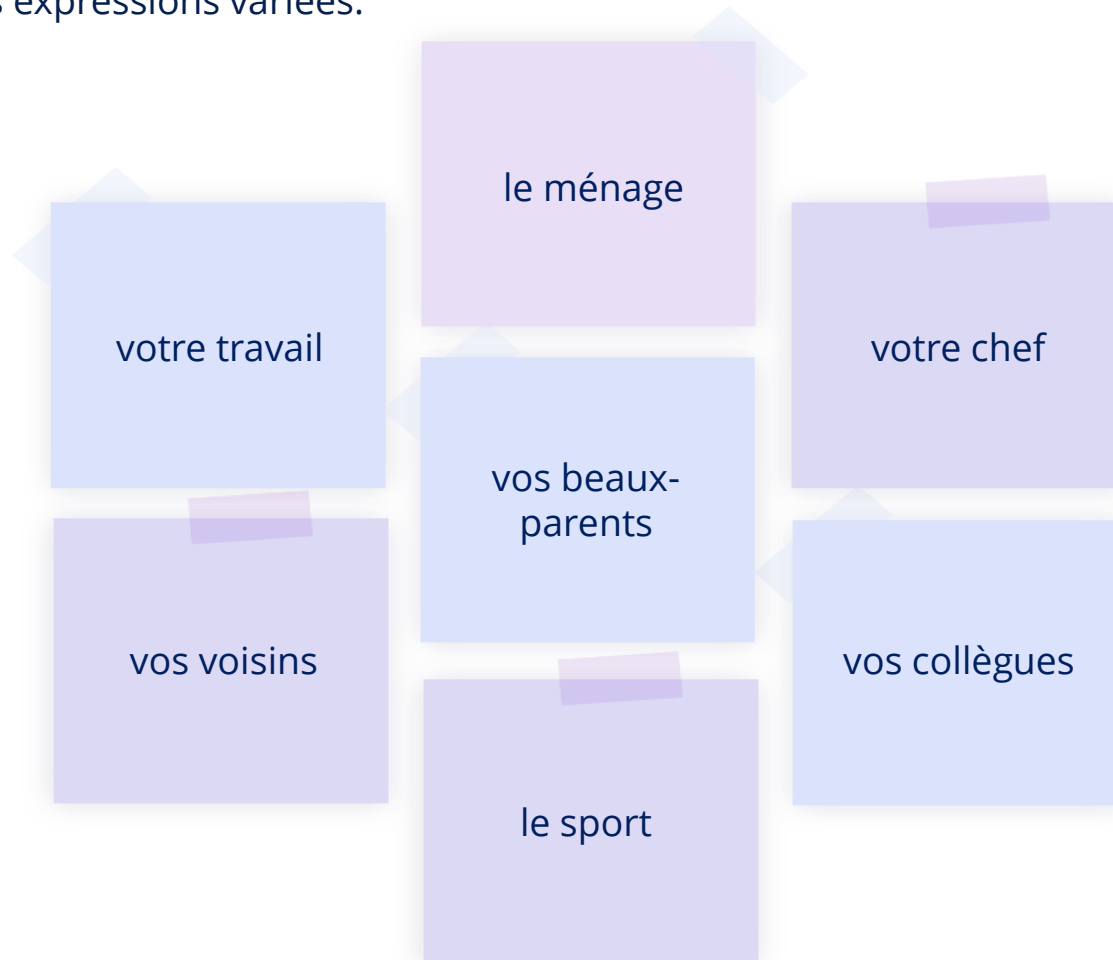 expressions variées.
le ménage
votre travail
votre chef
vos beaux-
parents
vos voisins
vos collègues
le sport